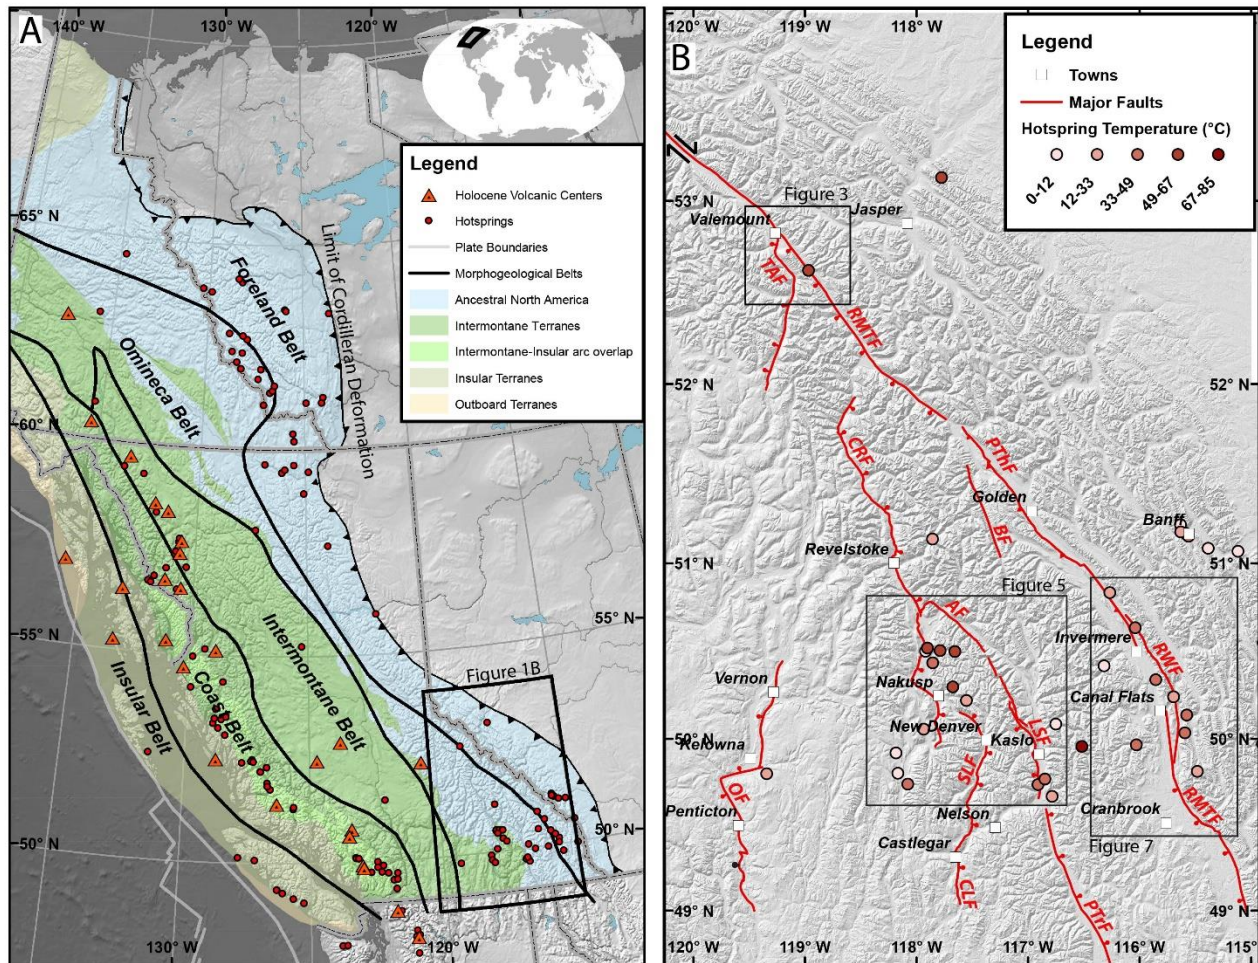 A
140°W
130°W
120°W
65° N
60° N
55° N
50° N
55° N
50° N
130°W
120°W
Legend
Holocene Volcanic Centers
Hotsprings
Plate Boundaries
Morphogeological Belts
Ancestral North America
Intermontane Terranes
Intermontane-Insular arc overlap
Insular Terranes
Outboard Terranes
Limit of Cordilleran Deformation
Foreland Belt
Omineca Belt
Intermontane Belt
Coast Belt
Insular Belt
Figure 1B
B
120° W
119° W
118° W
Legend
Towns
Major Faults
Hotspring Temperature (°C)
0-12
12-33
33-49
49-67
67-85
53° N
53° N
Figure 3
Valemount
Jasper
TAF
RMTF
52° N
52° N
CRF
PThF
Golden
BF
Banff
Revelstoke
51° N
51° N
Figure 5
AF
Invermere
RWF
Vernon
Nakusp
Canal Flats
New Denver
Kaslo
LSF
50° N
50° N
Kelowna
SLF
OF
Penticton
Nelson
Cranbrook
RMTF
Castlegar
Figure 7
CLF
PTrF
49° N
49° N
120° W
119° W
118° W
117° W
116° W
115°